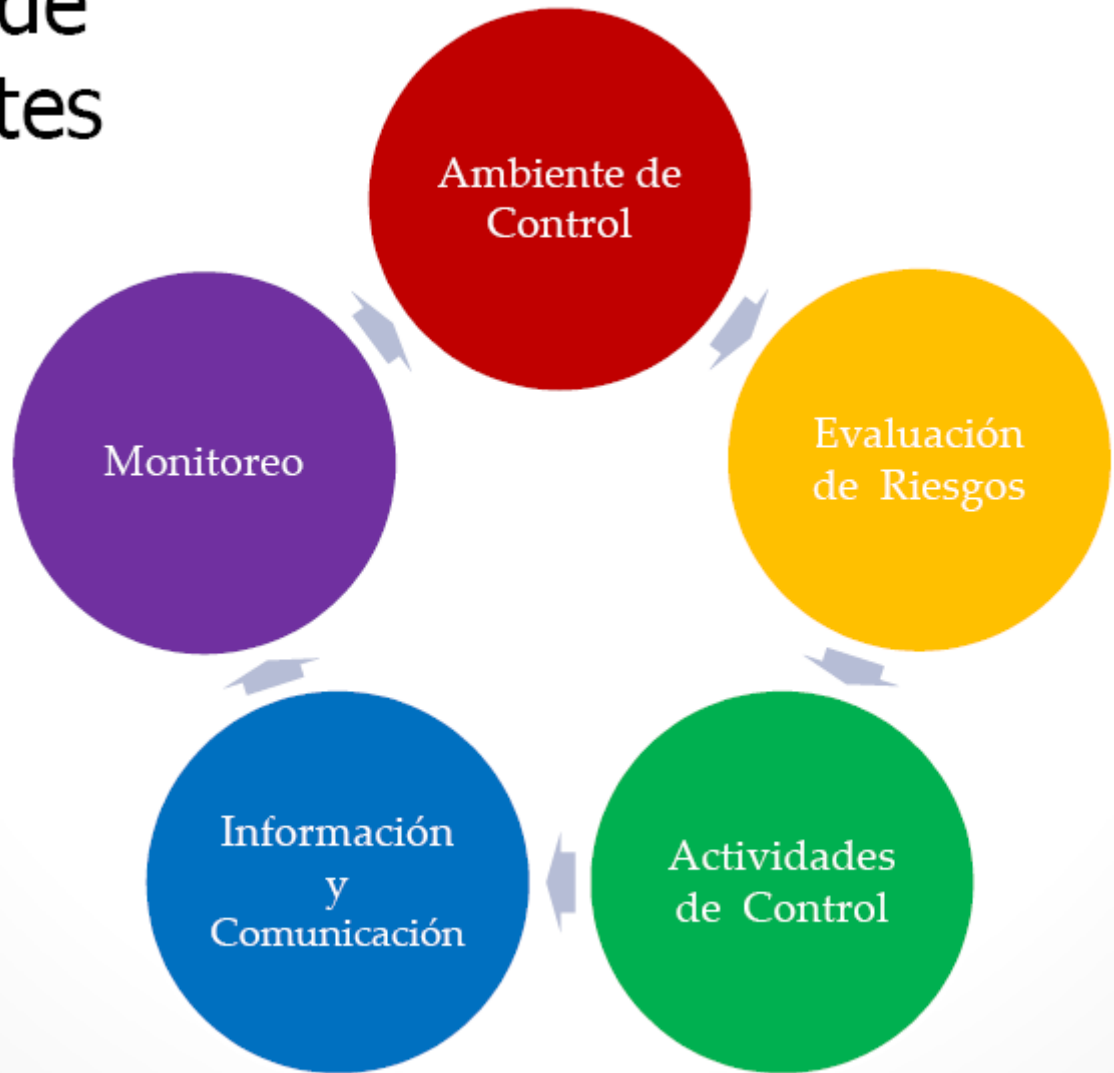 de
tes
Ambiente de
Control
Evaluación
de Riesgos
Actividades
de Control
Información
y
Comunicación
Monitoreo